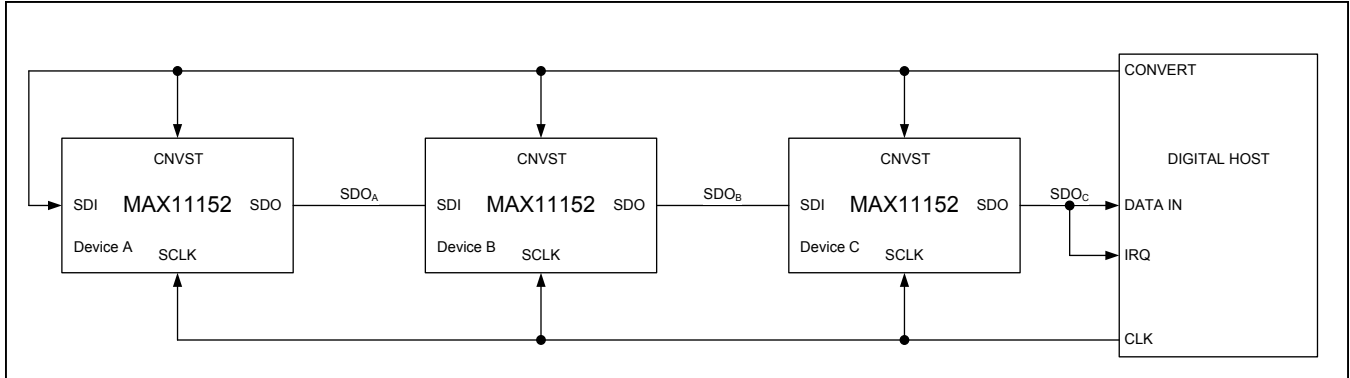 CONVERT
CNVST CNVST CNVST DIGITAL HOST
SDI MAX11152 SDO SDOA SDI MAX11152 SDO SDOB SDI MAX11152 SDO SDOC DATA IN
Device A SCLK Device B SCLK Device C SCLK IRQ
CLK